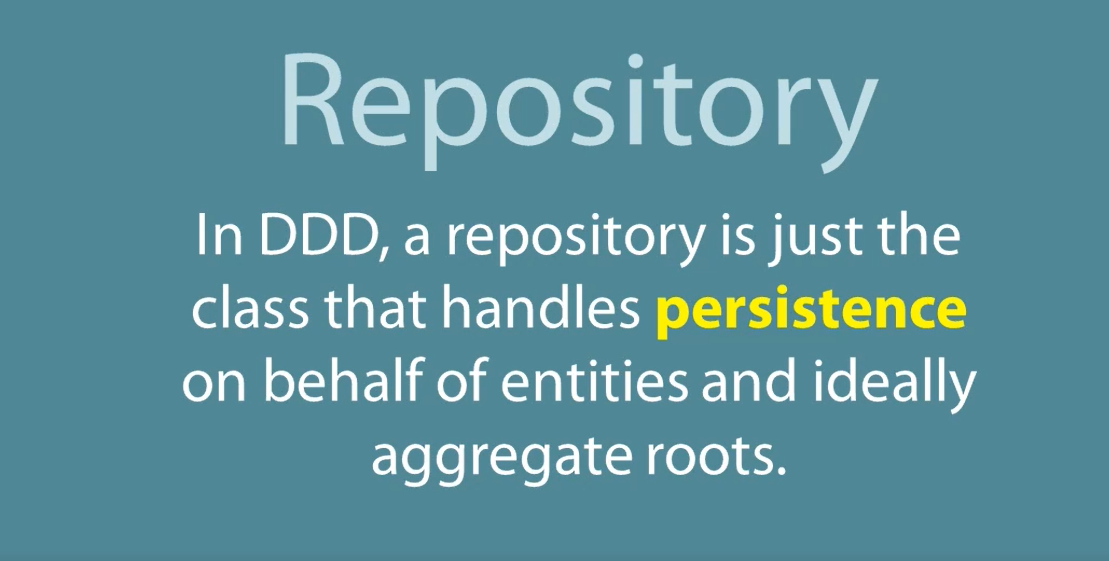 Repository
In DDD, a repository is just the
class that handles persistence
on behalf of entities and ideally
aggregate roots.